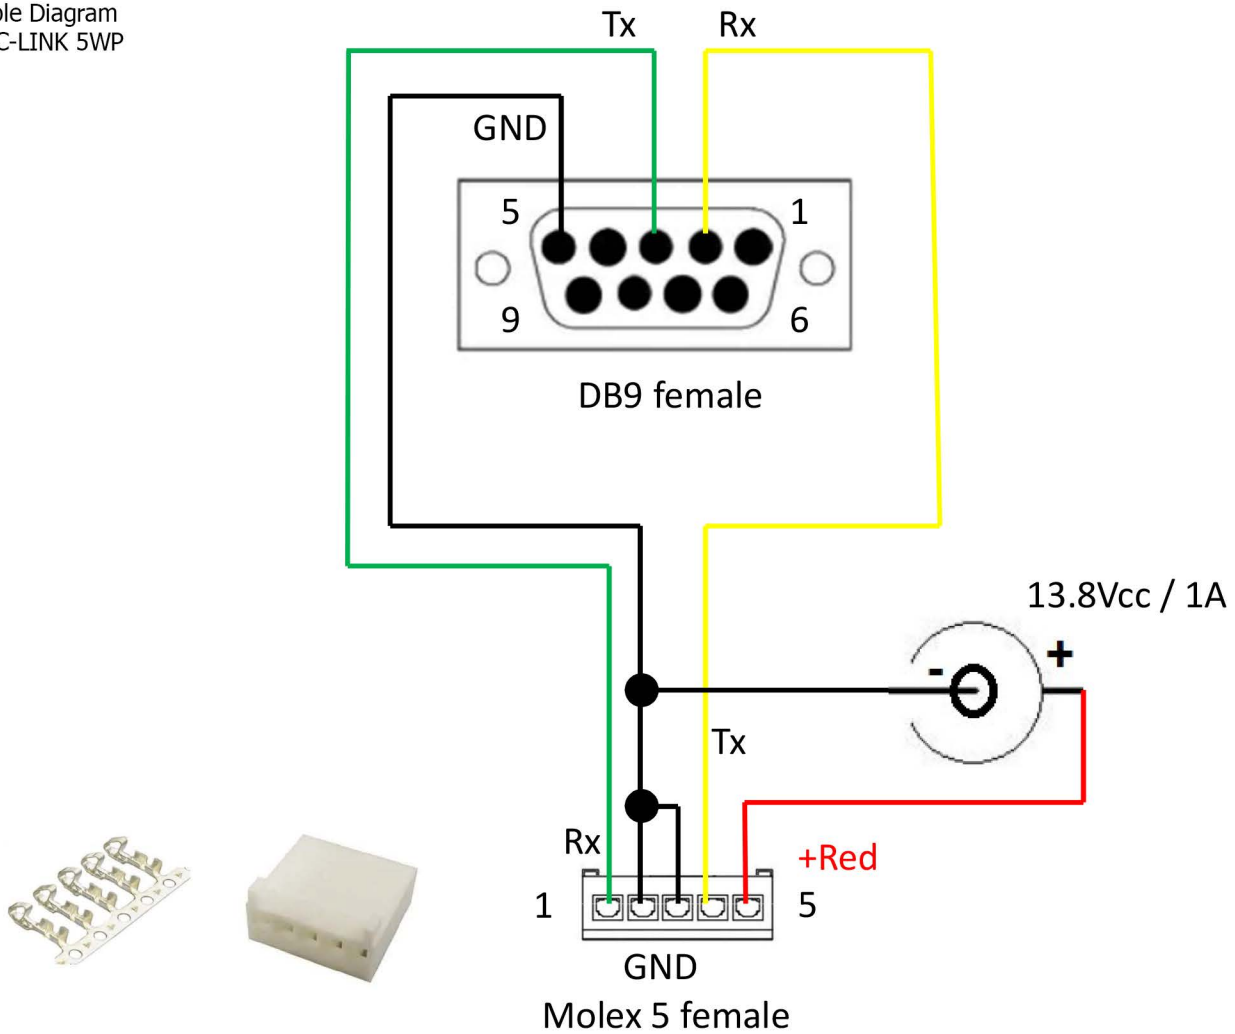 Diagram
C-LINK 5WP
Tx
Rx
GND
5
1
9
6
DB9 female
13.8Vcc / 1A
-
+
Tx
Rx
+Red
1
5
GND
Molex 5 female